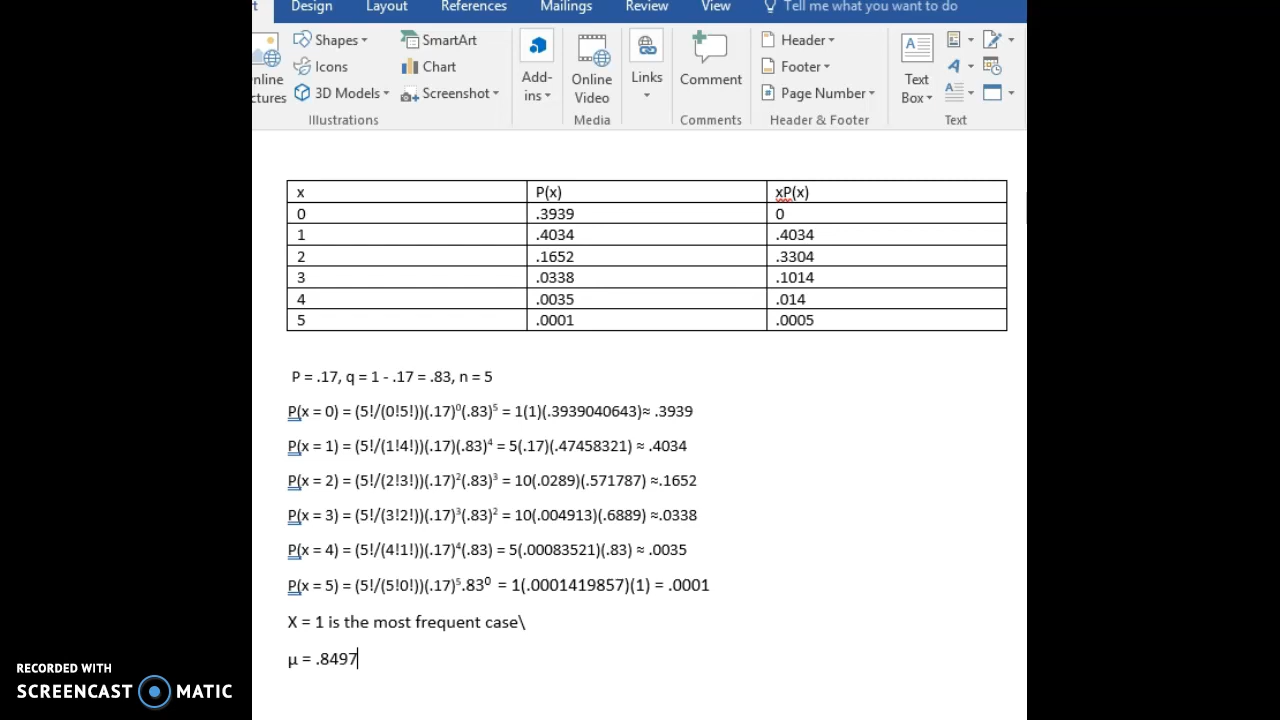 Design Layout References Mailings Review View Tell me what you want to do
Shapes SmartArt
Icons Chart
3D Models Screenshot
nline
ctures
Illustrations
Add-
ins
Online
Video
Media
Links
Comment
Comments
Header
Footer
Page Number
Header & Footer
Text
Box
Text
x P(x) xP(x)
0 .3939 0
1 .4034 .4034
2 .1652 .3304
3 .0338 .1014
4 .0035 .014
5 .0001 .0005
P = .17, q = 1 - .17 = .83, n = 5
P(x = 0) = (5!/(0!5!))(.17)⁰(.83)⁵ = 1(1)(.3939040643)≈ .3939
P(x = 1) = (5!/(1!4!))(.17)(.83)⁴ = 5(.17)(.47458321) ≈ .4034
P(x = 2) = (5!/(2!3!))(.17)²(.83)³ = 10(.0289)(.571787) ≈.1652
P(x = 3) = (5!/(3!2!))(.17)³(.83)² = 10(.004913)(.6889) ≈.0338
P(x = 4) = (5!/(4!1!))(.17)⁴(.83) = 5(.00083521)(.83) ≈ .0035
P(x = 5) = (5!/(5!0!))(.17)⁵.83⁰ = 1(.0001419857)(1) = .0001
X = 1 is the most frequent case\
μ = .8497
RECORDED WITH
SCREENCAST MATIC